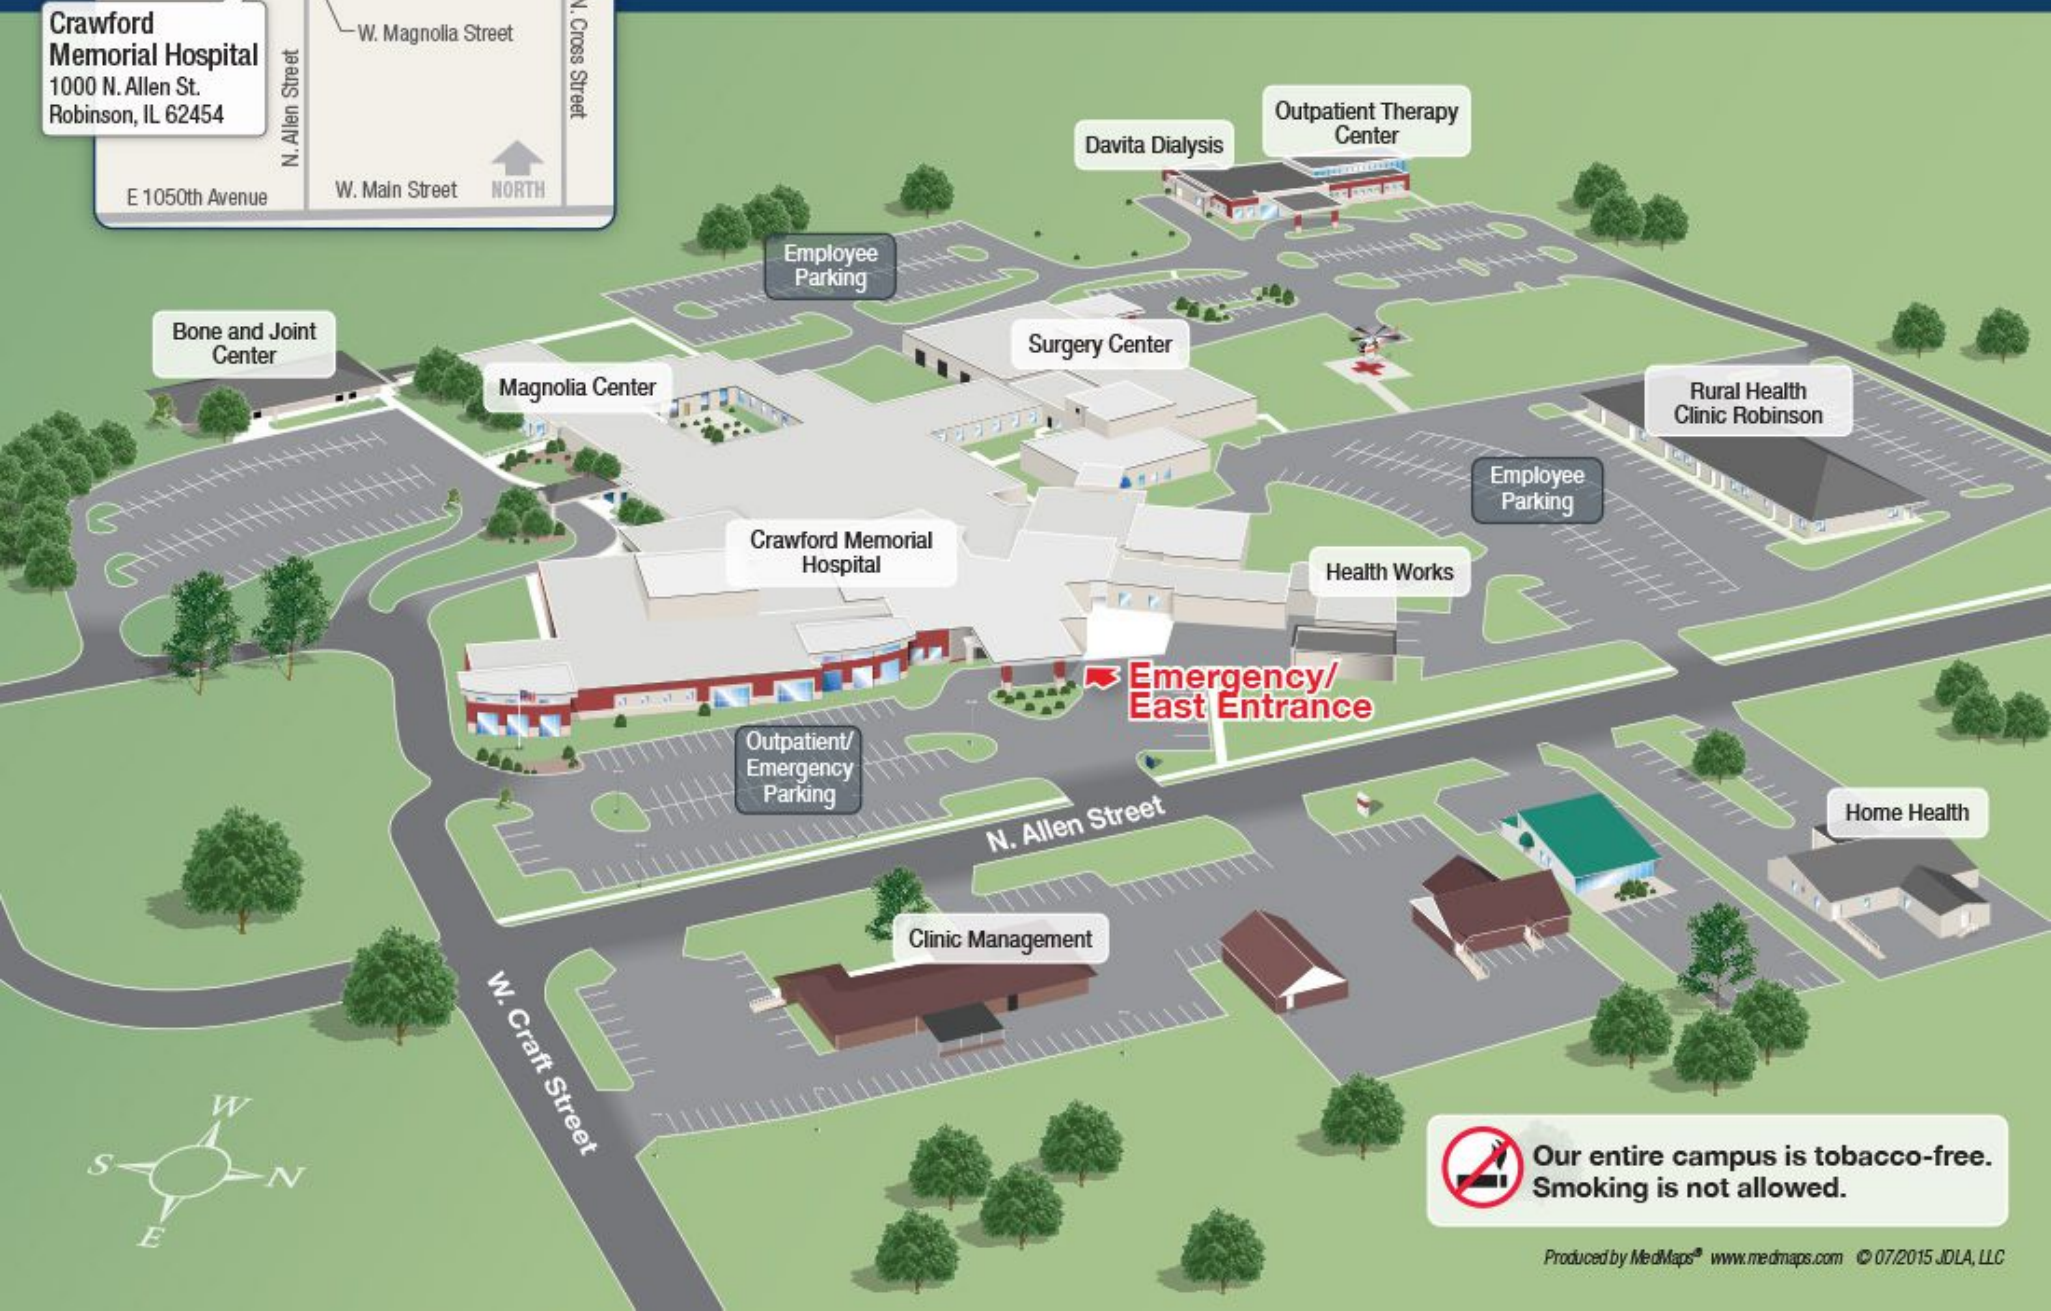 Crawford
Memorial Hospital
1000 N. Allen St.
Robinson, IL 62454
W. Magnolia Street
N. Cross Street
N. Allen Street
E 1050th Avenue
W. Main Street
NORTH
Davita Dialysis
Outpatient Therapy
Center
Employee
Parking
Bone and Joint
Center
Surgery Center
Magnolia Center
Rural Health
Clinic Robinson
Employee
Parking
Crawford Memorial
Hospital
Health Works
Emergency/
East Entrance
Outpatient/
Emergency
Parking
N. Allen Street
Home Health
Clinic Management
W. Craft Street
W
S
N
E
Our entire campus is tobacco-free.
Smoking is not allowed.
Produced by MedMaps® www.medmaps.com © 07/2015 JDLA, LLC